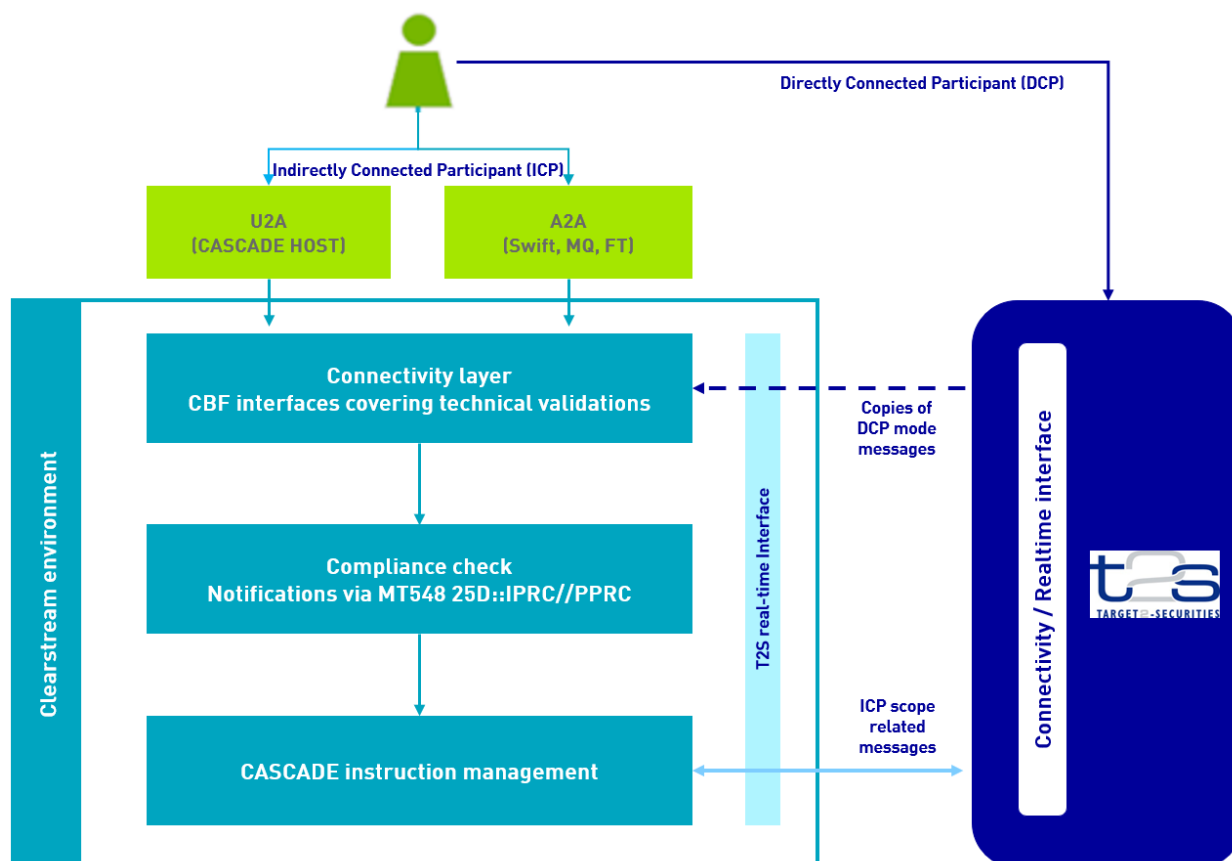 Directly Connected Participant (DCP)
Indirectly Connected Participant (ICP)
U2A
(CASCADE HOST)
A2A
(Swift, MQ, FT)
Clearstream environment
Connectivity layer
CBF interfaces covering technical validations
Compliance check
Notifications via MT548 25D::IPRC//PPRC
CASCADE instruction management
T2S real-time Interface
Copies of
DCP mode
messages
ICP scope
related
messages
Connectivity / Realtime interface
t2s
TARGET2-SECURITIES